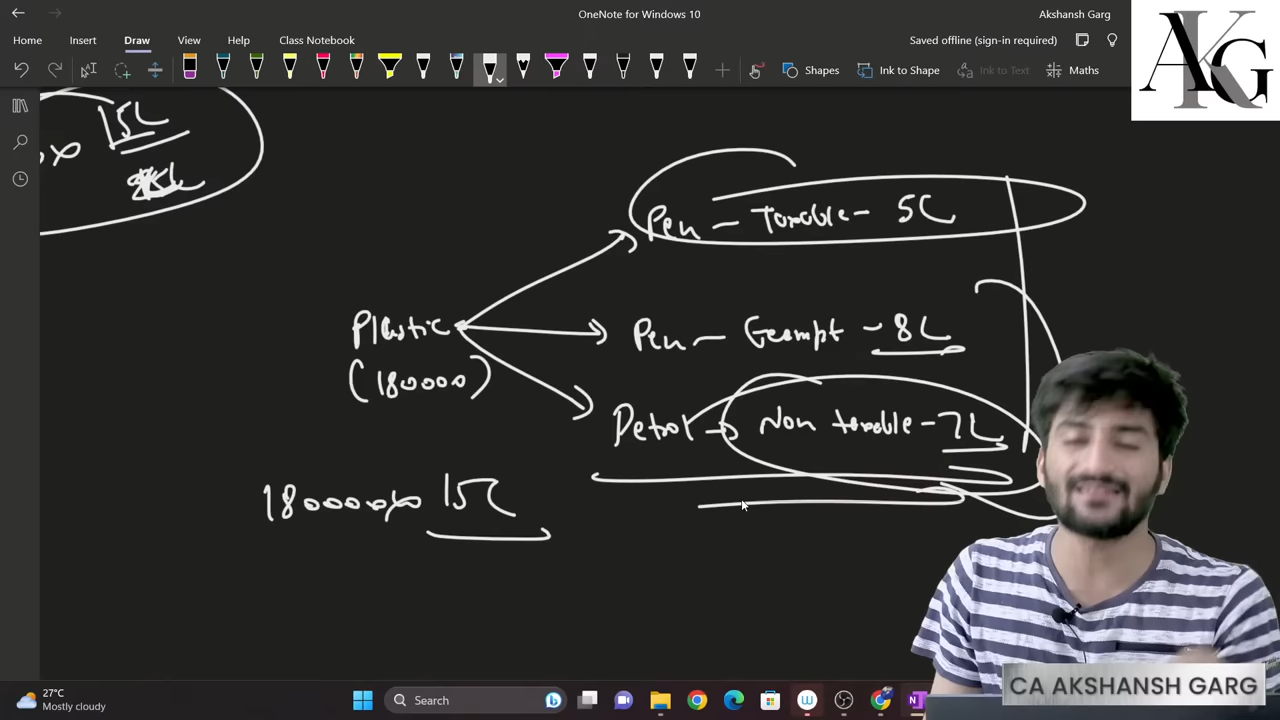 OneNote for Windows 10
Akshansh Garg
Home Insert Draw View Help Class Notebook
Saved offline (sign-in required)
Shapes Ink to Shape Ink to Text Maths
AKG
15L
Pen - Taxable - 5L
Plastic
(180000)
Pen - Exempt - 8L
Petrol → Non taxable - 7L
180000 x 15L
CA AKSHANSH GARG
27°C
Mostly cloudy
Search